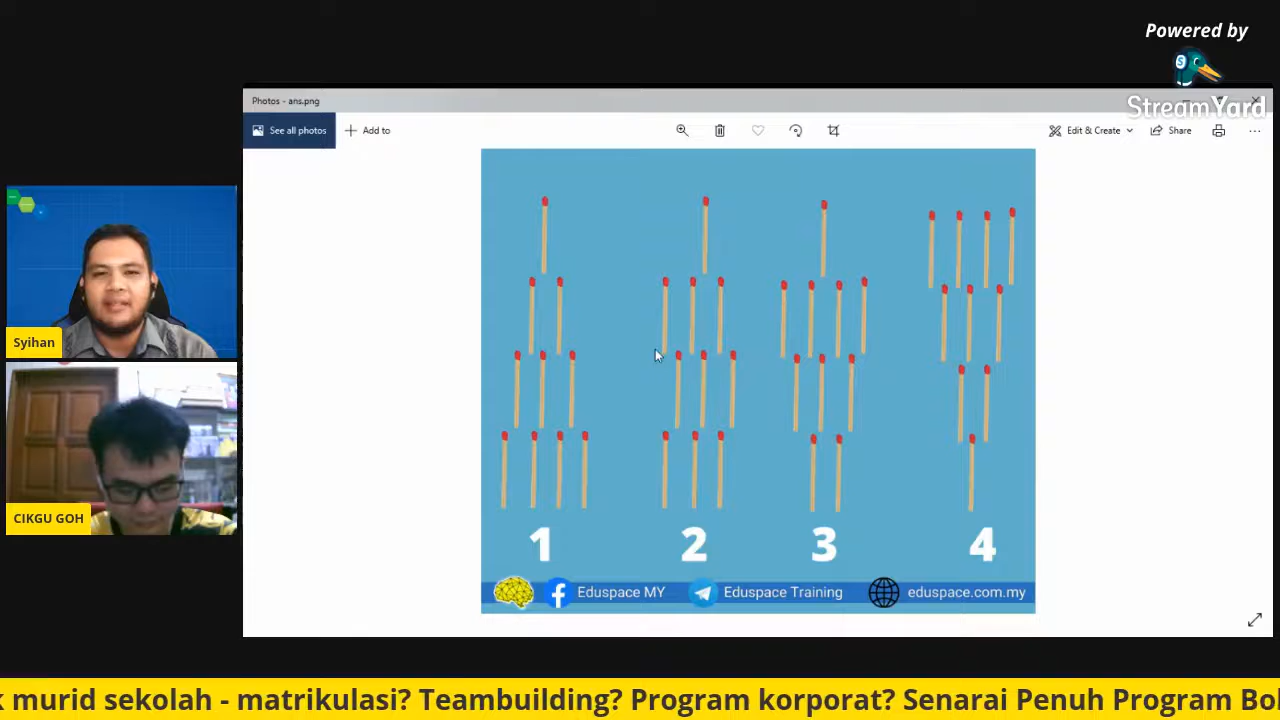 Powered by
StreamYard
Photos - ans.png
See all photos
Add to
Edit & Create
Share
Syihan
CIKGU GOH
1 2 3 4
Eduspace MY Eduspace Training eduspace.com.my
murid sekolah - matrikulasi? Teambuilding? Program korporat? Senarai Penuh Program